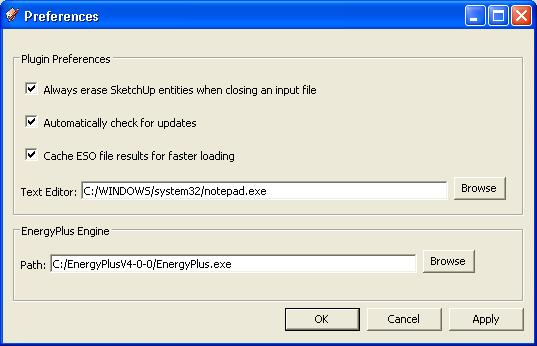 Preferences
Plugin Preferences
Always erase SketchUp entities when closing an input file
Automatically check for updates
Cache ESO file results for faster loading
Text Editor: C:/WINDOWS/system32/notepad.exe Browse
EnergyPlus Engine
Path: C:/EnergyPlusV4-0-0/EnergyPlus.exe Browse
OK Cancel Apply